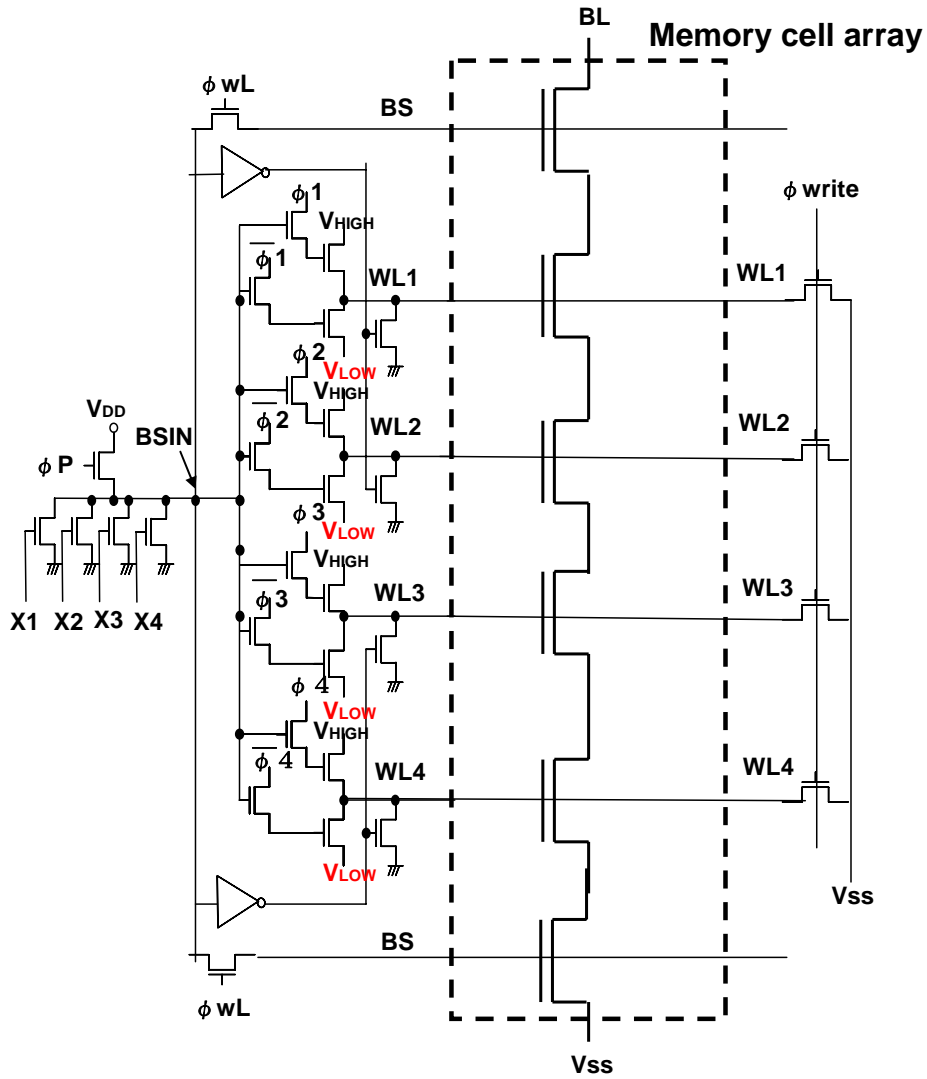 BL
Memory cell array
ϕ wL
BS
ϕ write
ϕ 1
VHIGH
ϕ̅ 1
WL1
WL1
ϕ 2
VLOW
VHIGH
VDD
ϕ̅ 2
BSIN
WL2
WL2
ϕ P
ϕ 3
VLOW
VHIGH
ϕ̅ 3
WL3
WL3
X1 X2 X3 X4
ϕ 4
VLOW
VHIGH
ϕ̅ 4
WL4
WL4
VLOW
Vss
BS
ϕ wL
Vss